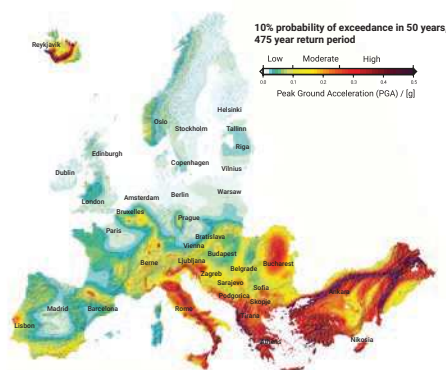 10% probability of exceedance in 50 years,
475 year return period
Low Moderate High
0.0 0.1 0.2 0.3 0.4 0.5
Peak Ground Acceleration (PGA) / [g]
Reykjavik
Helsinki
Oslo
Stockholm
Tallinn
Riga
Edinburgh
Copenhagen
Vilnius
Dublin
London
Amsterdam
Berlin
Warsaw
Bruxelles
Prague
Paris
Bratislava
Vienna
Budapest
Berne
Ljubljana
Zagreb
Belgrade
Bucharest
Sarajevo
Sofia
Podgorica
Skopje
Madrid
Barcelona
Rome
Tirana
Ankara
Lisbon
Athens
Nikosia